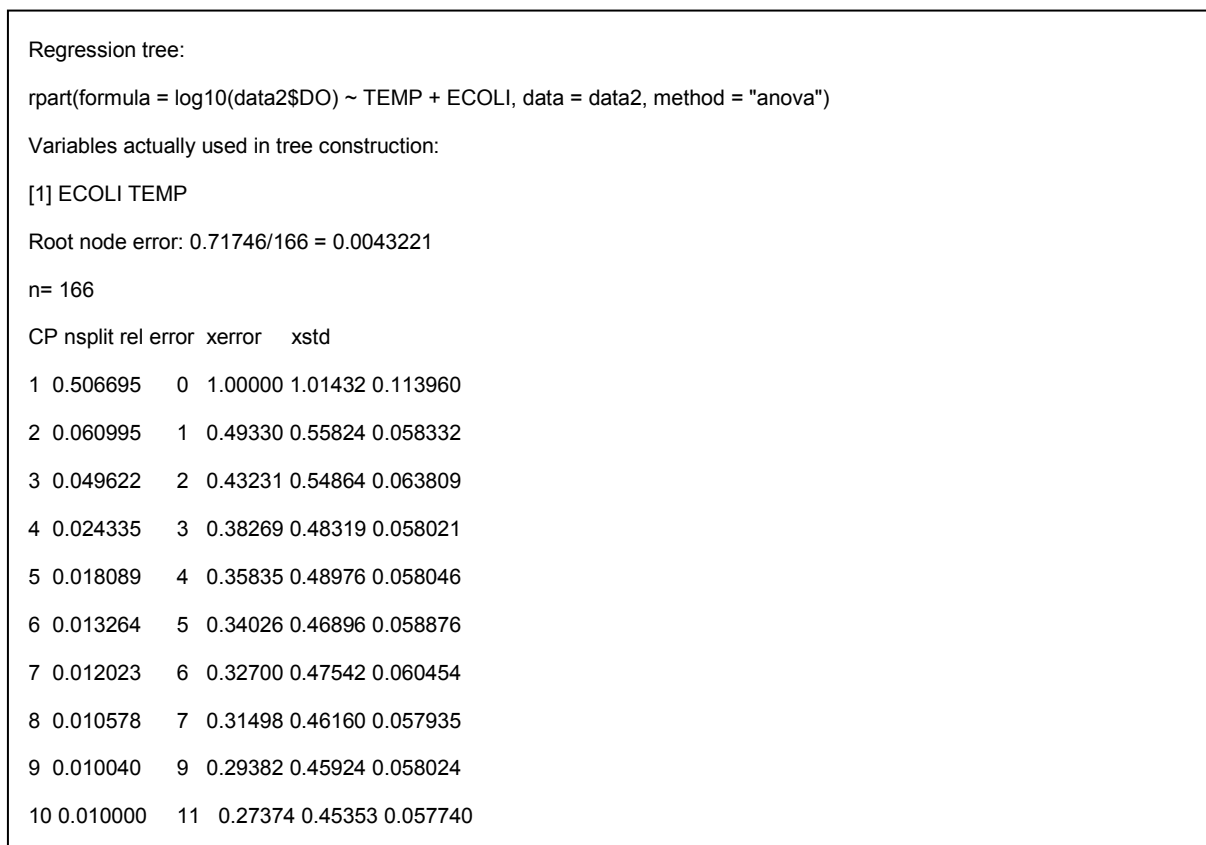 Regression tree:
rpart(formula = log10(data2$DO) ~ TEMP + ECOLI, data = data2, method = "anova")
Variables actually used in tree construction:
[1] ECOLI TEMP
Root node error: 0.71746/166 = 0.0043221
n= 166
CP nsplit rel error xerror xstd
1 0.506695 0 1.00000 1.01432 0.113960
2 0.060995 1 0.49330 0.55824 0.058332
3 0.049622 2 0.43231 0.54864 0.063809
4 0.024335 3 0.38269 0.48319 0.058021
5 0.018089 4 0.35835 0.48976 0.058046
6 0.013264 5 0.34026 0.46896 0.058876
7 0.012023 6 0.32700 0.47542 0.060454
8 0.010578 7 0.31498 0.46160 0.057935
9 0.010040 9 0.29382 0.45924 0.058024
10 0.010000 11 0.27374 0.45353 0.057740